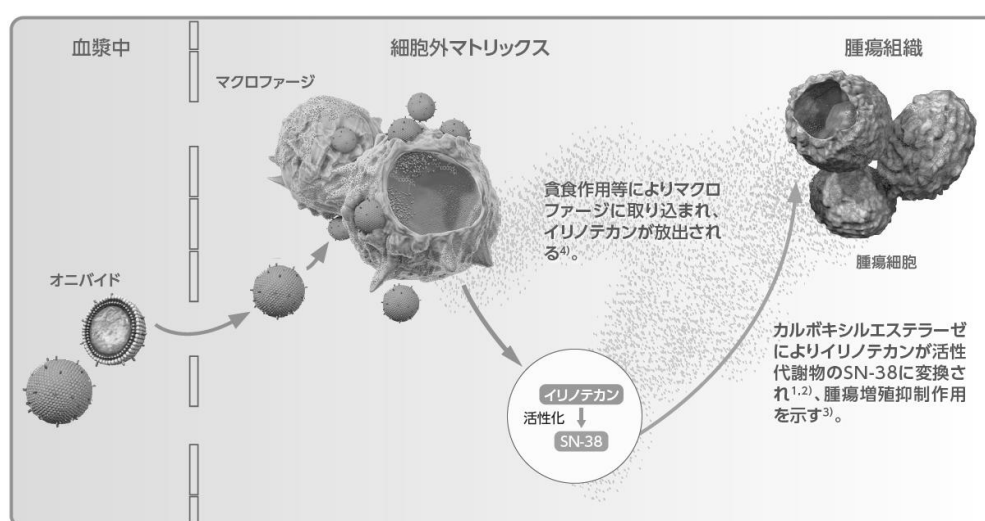 血漿中
細胞外マトリックス
腫瘍組織
マクロファージ
オニバイド
貪食作用等によりマクロ
ファージに取り込まれ、
イリノテカンが放出され
る4)。
腫瘍細胞
イリノテカン
活性化
SN-38
カルボキシルエステラーゼ
によりイリノテカンが活性
代謝物のSN-38に変換さ
れ1,2)、腫瘍増殖抑制作用
を示す3)。